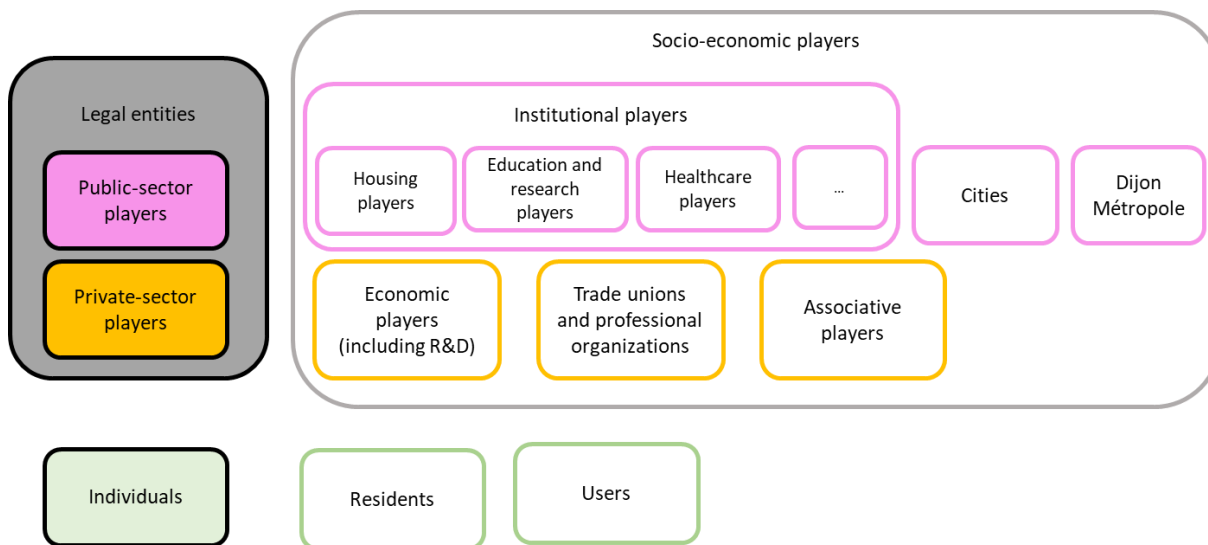 Socio-economic players
Legal entities
Public-sector
players
Private-sector
players
Institutional players
Housing
players
Education and
research
players
Healthcare
players
...
Cities
Dijon
Métropole
Economic
players
(including R&D)
Trade unions
and professional
organizations
Associative
players
Individuals
Residents
Users